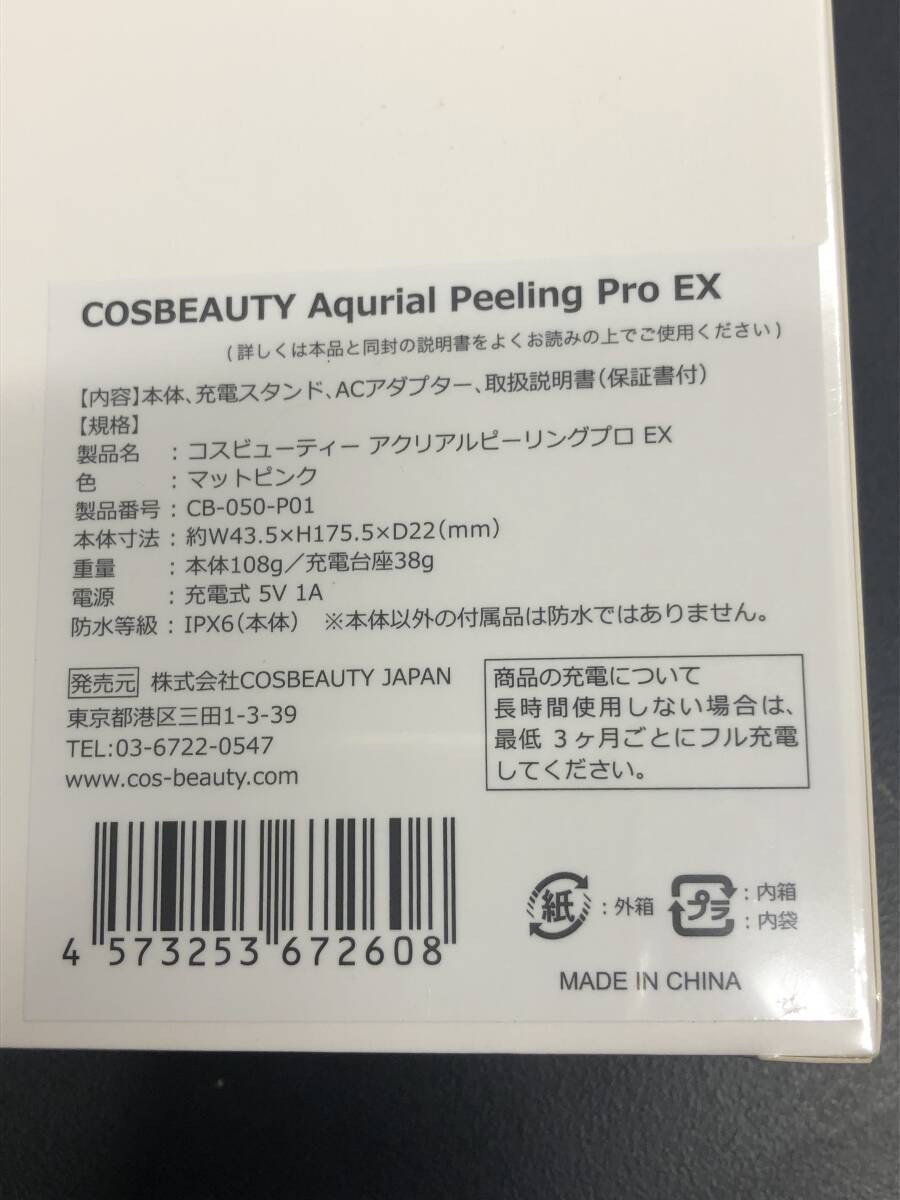 COSBEAUTY Aqurial Peeling Pro EX
(詳しくは本品と同封の説明書をよくお読みの上でご使用ください)
【内容】本体、充電スタンド、ACアダプター、取扱説明書(保証書付)
【規格】
製品名 : コスビューティー アクリアルピーリングプロ EX
色 : マットピンク
製品番号 : CB-050-P01
本体寸法 : 約W43.5×H175.5×D22(mm)
重量 : 本体108g/充電台座38g
電源 : 充電式 5V 1A
防水等級 : IPX6(本体) ※本体以外の付属品は防水ではありません。
発売元 株式会社COSBEAUTY JAPAN
東京都港区三田1-3-39
TEL:03-6722-0547
www.cos-beauty.com
商品の充電について
長時間使用しない場合は、
最低 3ヶ月ごとにフル充電
してください。
4 573253 672608
紙 : 外箱
プラ : 内箱
: 内袋
MADE IN CHINA